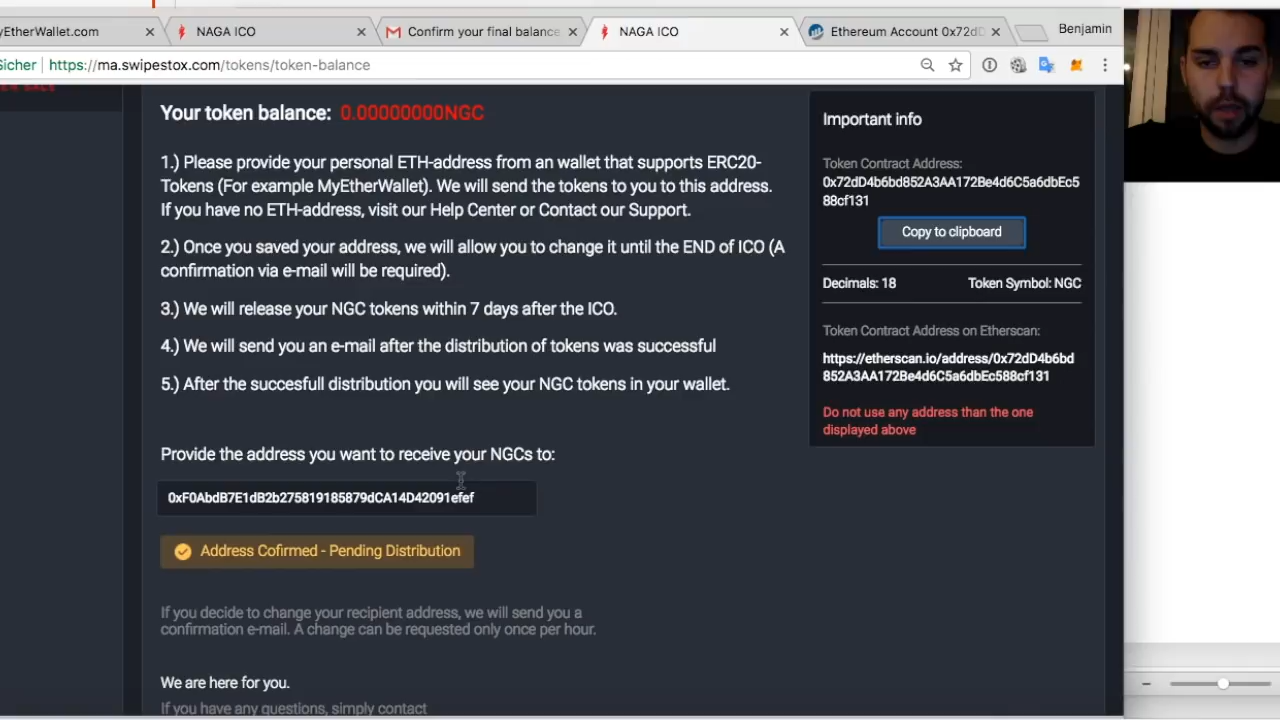 yEtherWallet.com
NAGA ICO
Confirm your final balance
NAGA ICO
Ethereum Account 0x72dD
Benjamin
Sicher | https://ma.swipestox.com/tokens/token-balance
Your token balance: 0.00000000NGC
1.) Please provide your personal ETH-address from an wallet that supports ERC20-
Tokens (For example MyEtherWallet). We will send the tokens to you to this address.
If you have no ETH-address, visit our Help Center or Contact our Support.
2.) Once you saved your address, we will allow you to change it until the END of ICO (A
confirmation via e-mail will be required).
3.) We will release your NGC tokens within 7 days after the ICO.
4.) We will send you an e-mail after the distribution of tokens was successful
5.) After the succesfull distribution you will see your NGC tokens in your wallet.
Provide the address you want to receive your NGCs to:
0xF0AbdB7E1dB2b275819185879dCA14D42091efef
Address Cofirmed - Pending Distribution
If you decide to change your recipient address, we will send you a
confirmation e-mail. A change can be requested only once per hour.
We are here for you.
If you have any questions, simply contact
Important info
Token Contract Address:
0x72dD4b6bd852A3AA172Be4d6C5a6dbEc5
88cf131
Copy to clipboard
Decimals: 18
Token Symbol: NGC
Token Contract Address on Etherscan:
https://etherscan.io/address/0x72dD4b6bd
852A3AA172Be4d6C5a6dbEc588cf131
Do not use any address than the one
displayed above